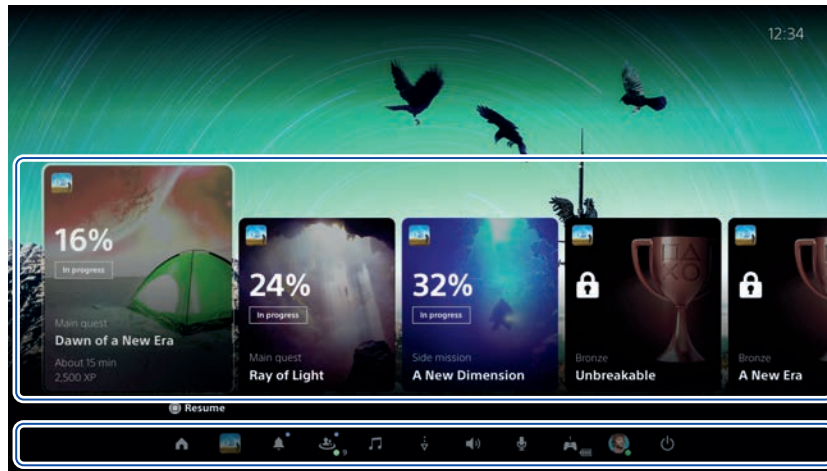 12:34
16%
In progress
Main quest
Dawn of a New Era
About 15 min
2,500 XP
24%
In progress
Main quest
Ray of Light
32%
In progress
Side mission
A New Dimension
Bronze
Unbreakable
Bronze
A New Era
Resume
9